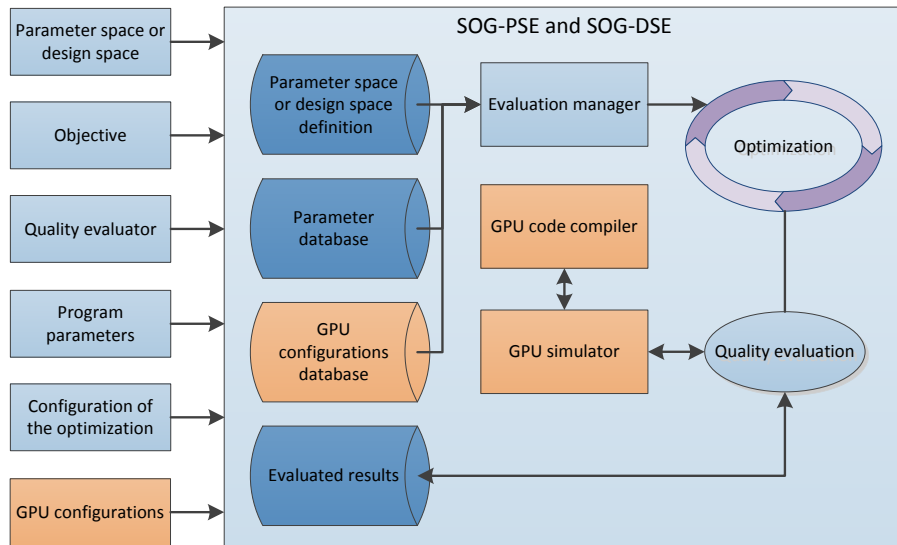 SOG-PSE and SOG-DSE
Parameter space or
design space
Objective
Quality evaluator
Program
parameters
Configuration of
the optimization
GPU configurations
Parameter space
or design space
definition
Parameter
database
GPU
configurations
database
Evaluated results
Evaluation manager
GPU code compiler
GPU simulator
Optimization
Quality evaluation